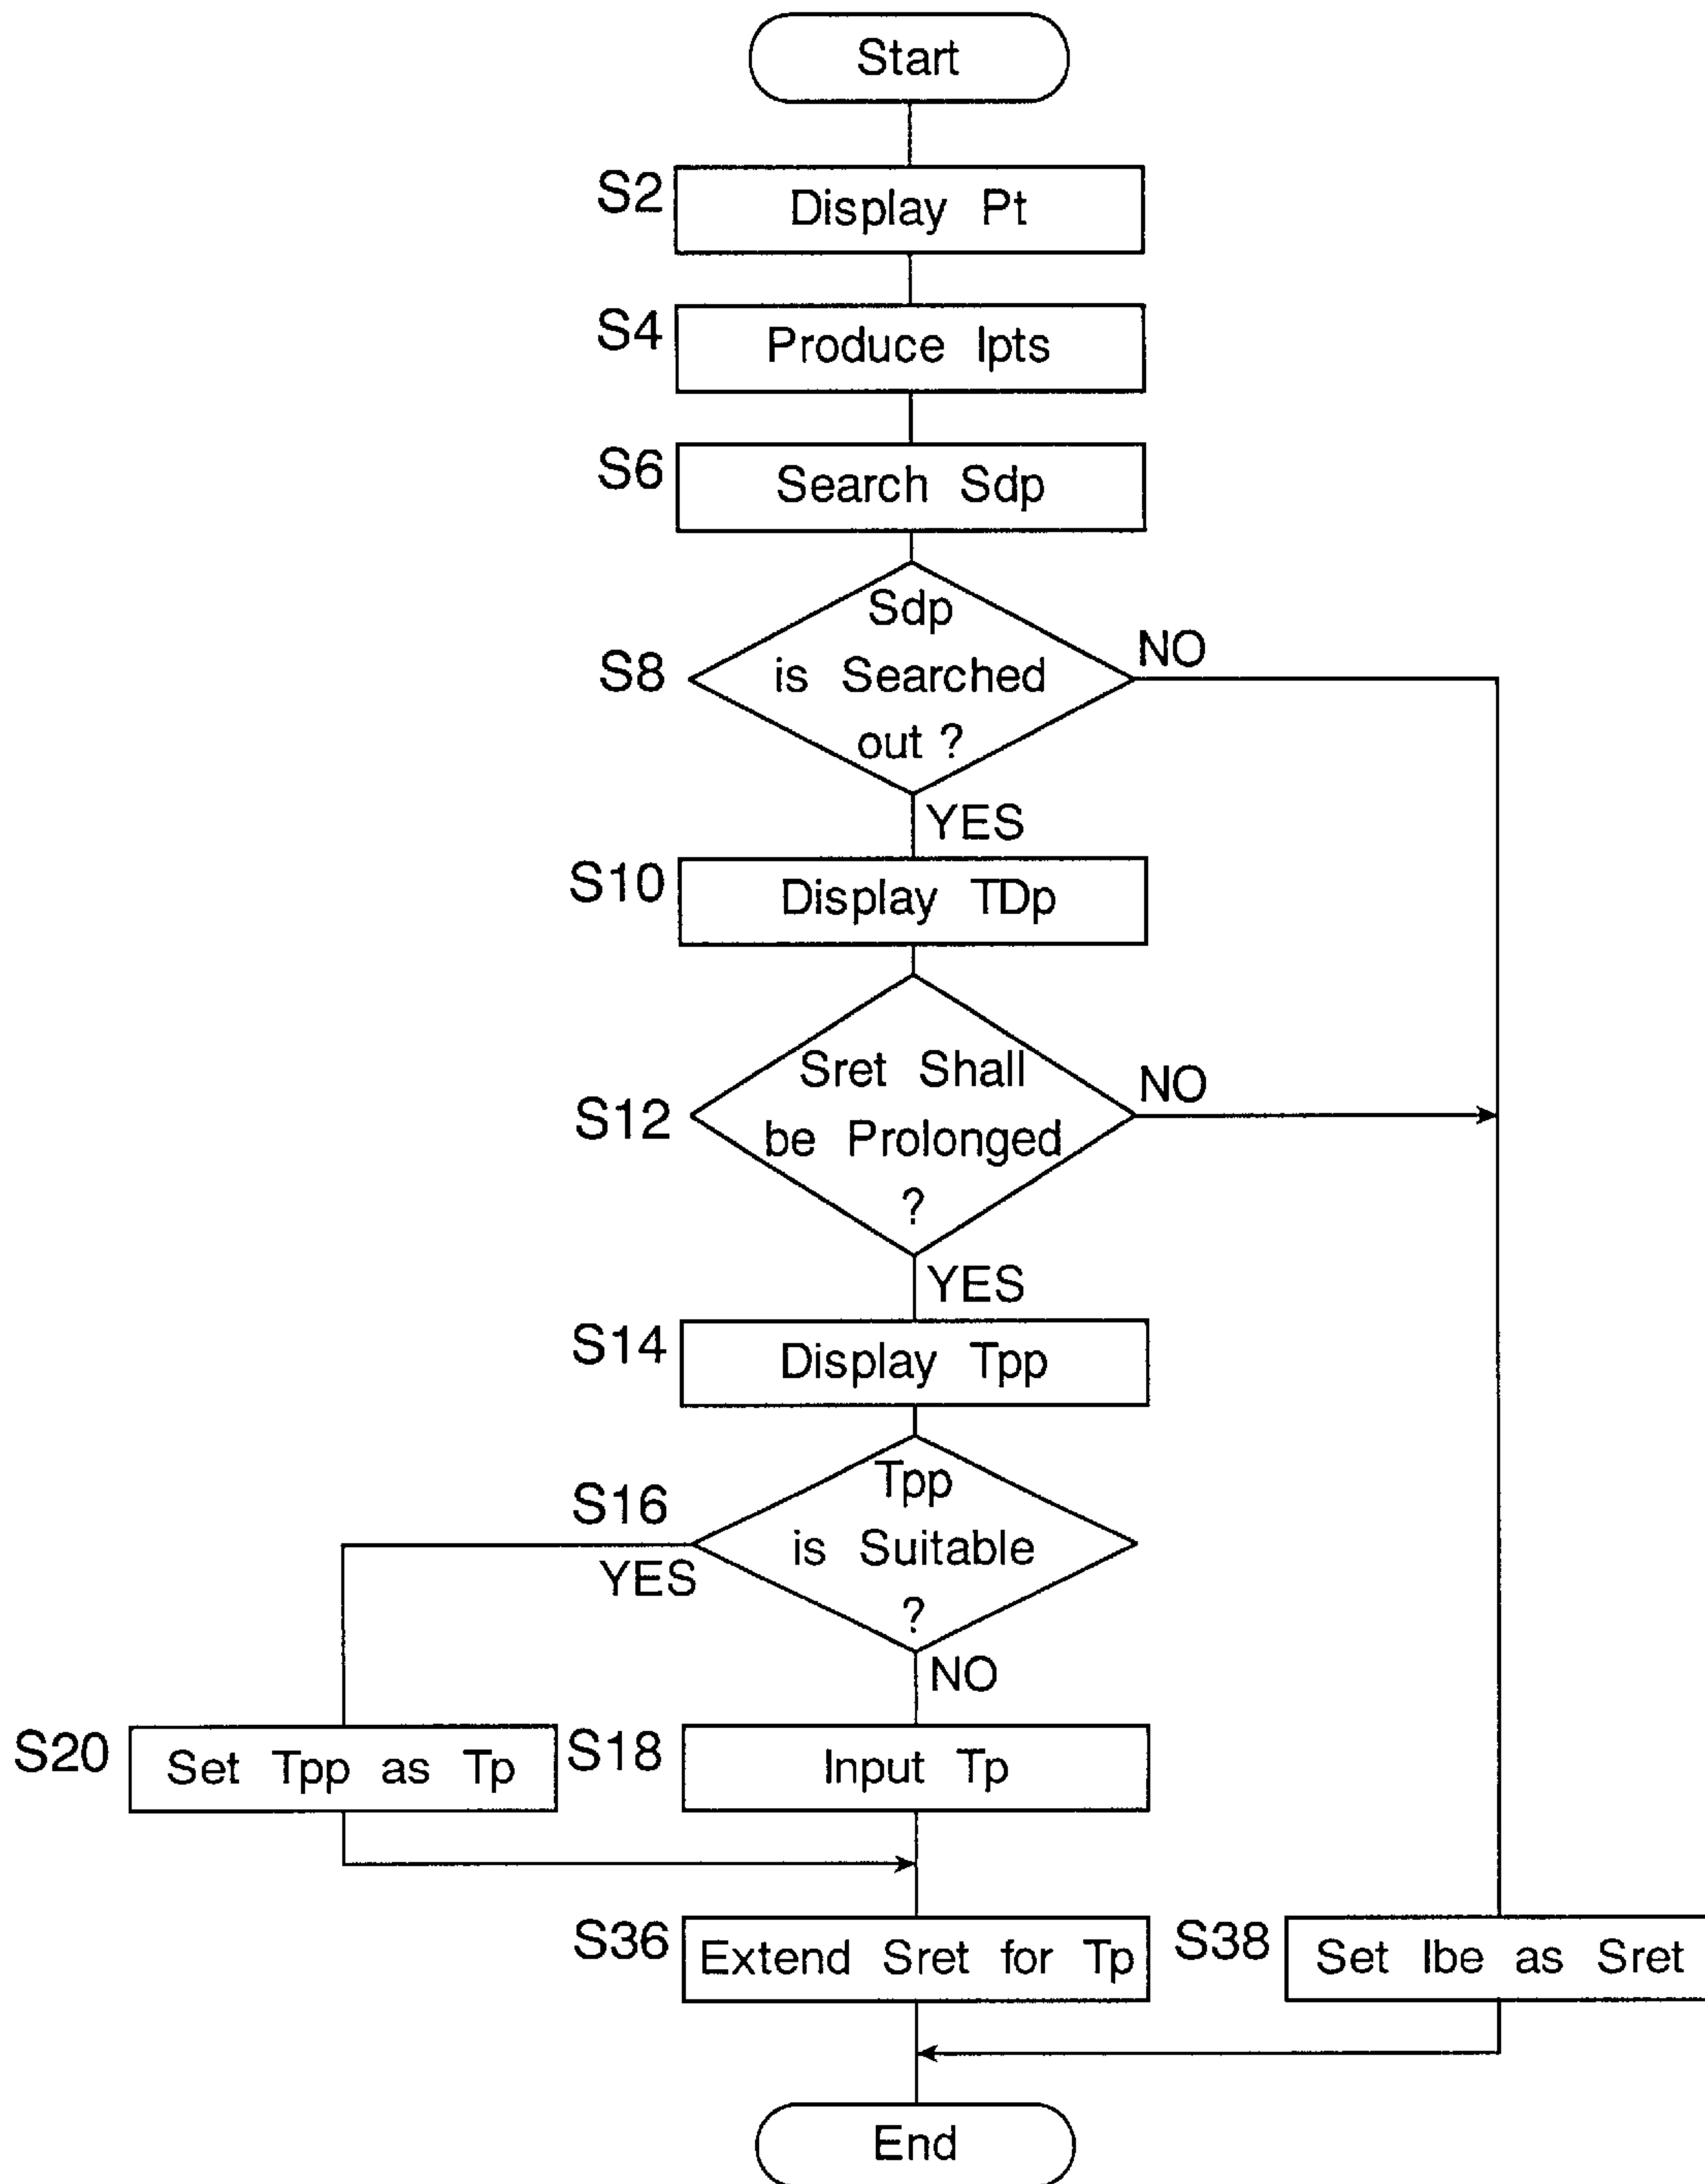 Start
S2
Display Pt
S4
Produce Ipts
S6
Search Sdp
S8
Sdp
is Searched
out ?
NO
YES
S10
Display TDp
S12
Sret Shall
be Prolonged
?
NO
YES
S14
Display Tpp
S16
Tpp
is Suitable
?
YES
NO
S20
Set Tpp as Tp
S18
Input Tp
S36
Extend Sret for Tp
S38
Set Ibe as Sret
End